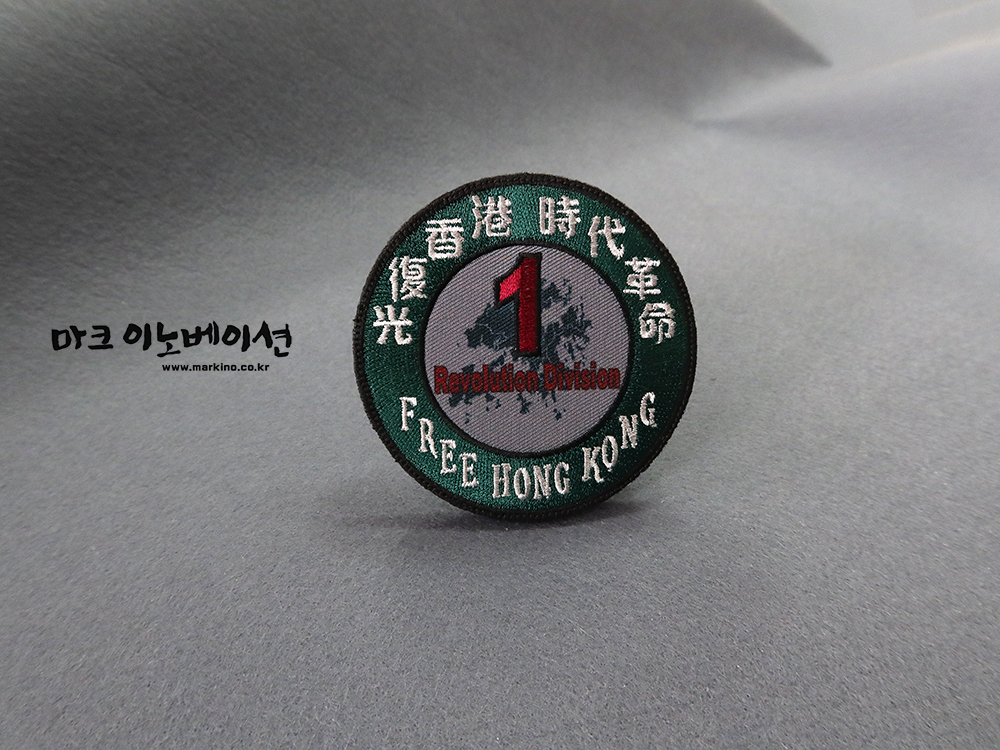 光復香港 時代革命
1
Revolution Division
FREE HONG KONG
마크 이노베이션
www.markino.co.kr